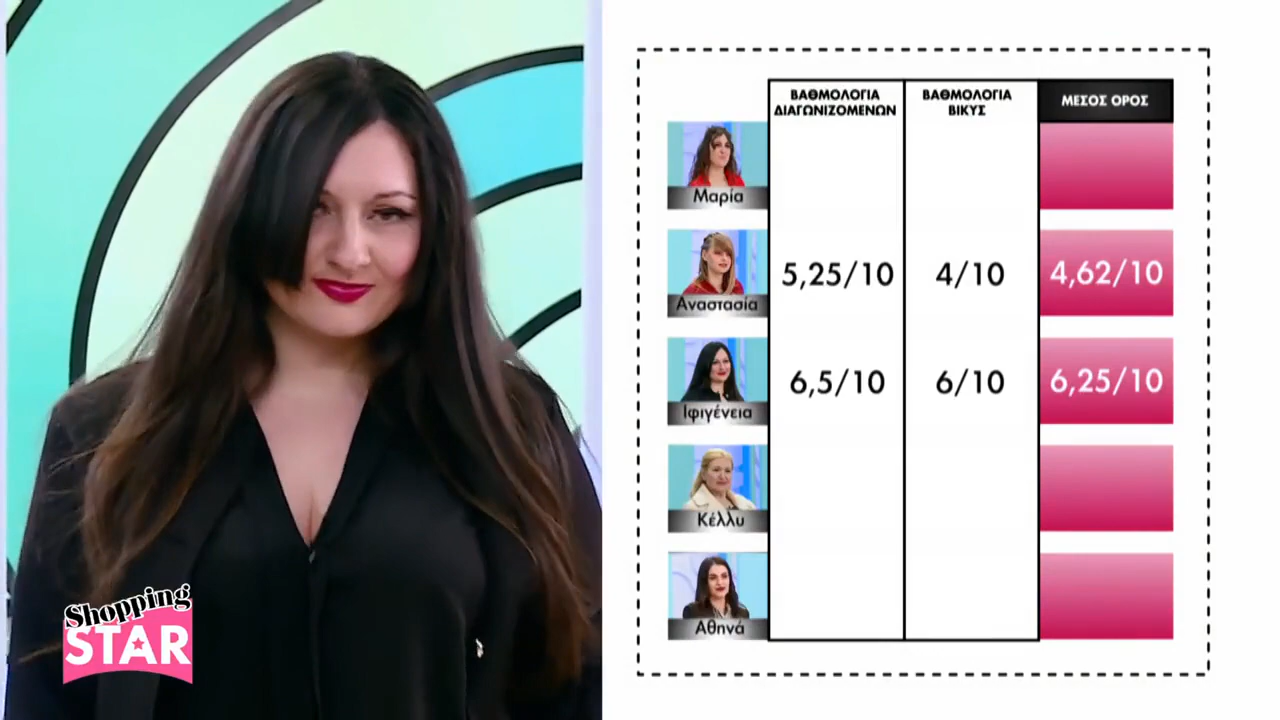 ΒΑΘΜΟΛΟΓΙΑ
ΔΙΑΓΩΝΙΖΟΜΕΝΩΝ
ΒΑΘΜΟΛΟΓΙΑ
ΒΙΚΥΣ
ΜΕΣΟΣ ΟΡΟΣ
Μαρία
Αναστασία
5,25/10
4/10
4,62/10
Ιφιγένεια
6,5/10
6/10
6,25/10
Κέλλυ
Αθηνά
Shopping
STAR